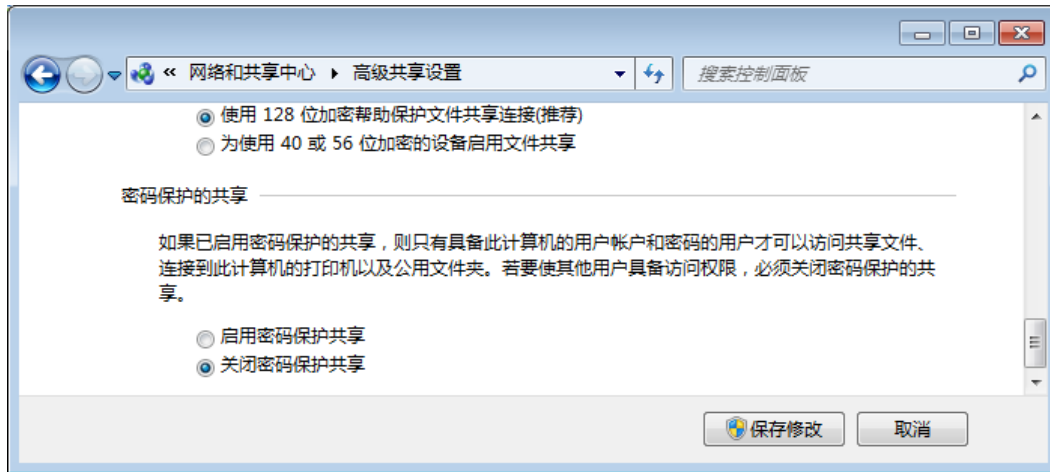 « 网络和共享中心 ▸ 高级共享设置 搜索控制面板
使用 128 位加密帮助保护文件共享连接(推荐)
为使用 40 或 56 位加密的设备启用文件共享
密码保护的共享
如果已启用密码保护的共享，则只有具备此计算机的用户帐户和密码的用户才可以访问共享文件、
连接到此计算机的打印机以及公用文件夹。若要使其他用户具备访问权限，必须关闭密码保护的共
享。
启用密码保护共享
关闭密码保护共享
保存修改 取消